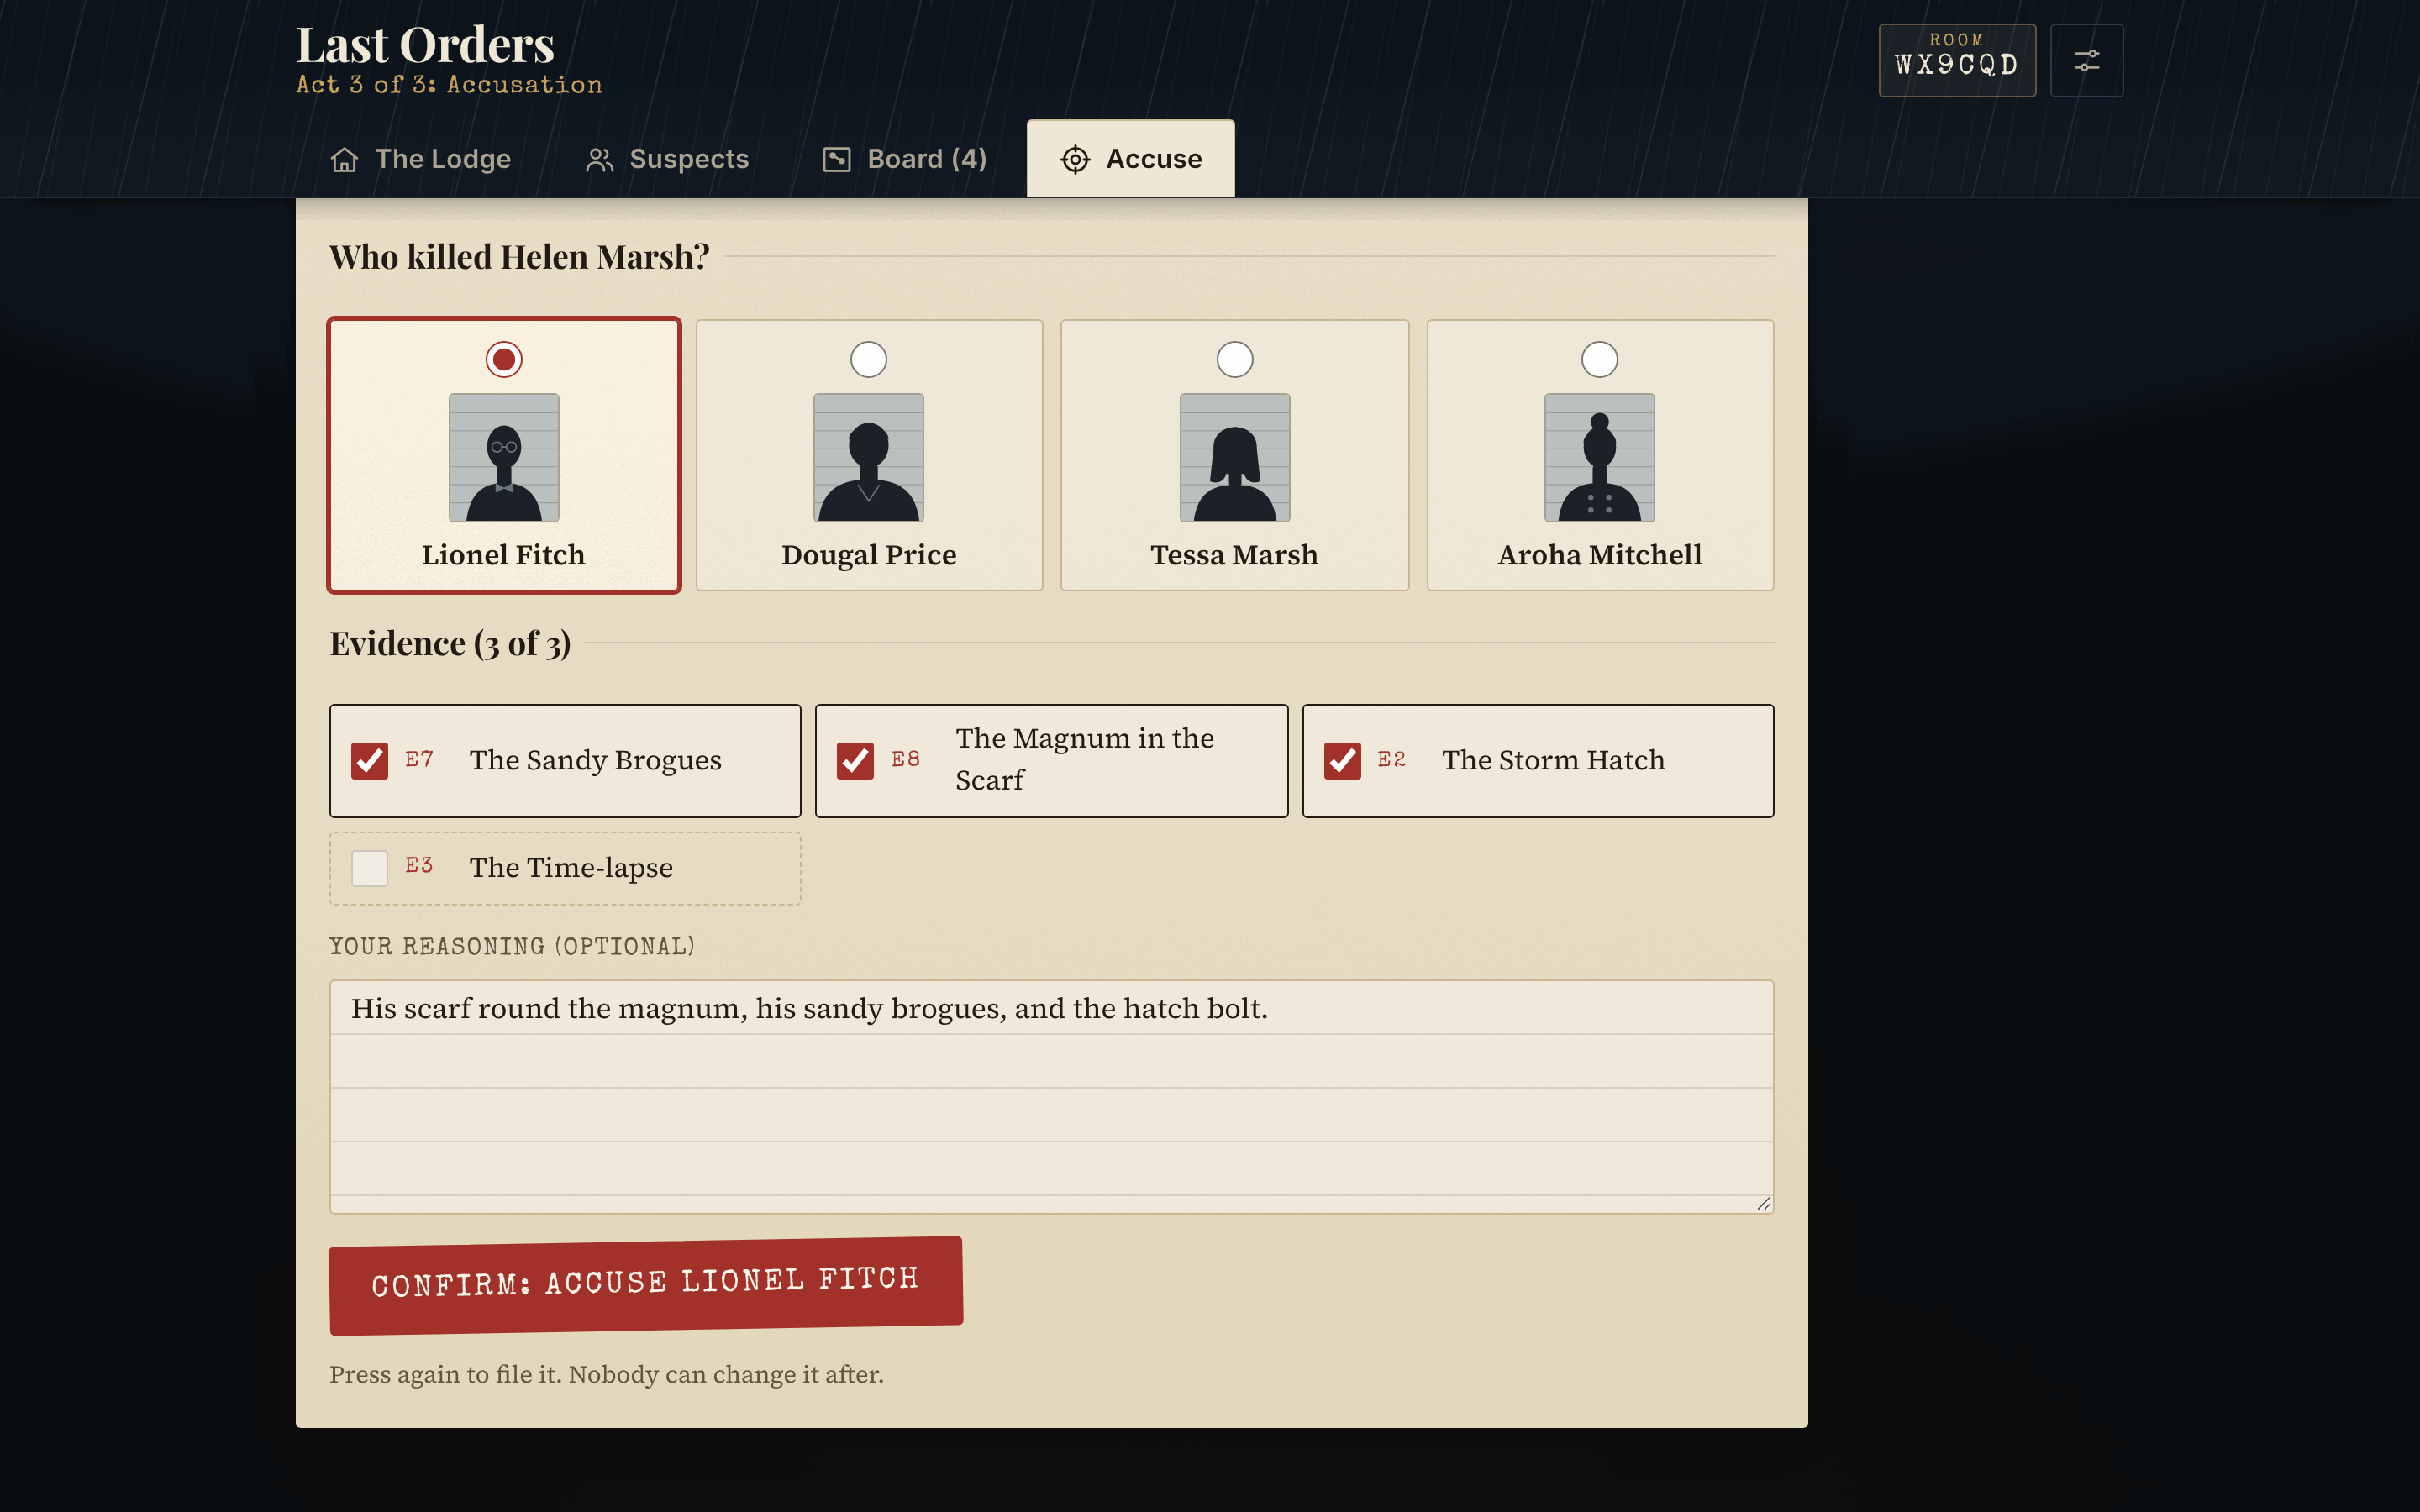 Last Orders
Act 3 of 3: Accusation
ROOM
WX9CQD
The Lodge
Suspects
Board (4)
Accuse
Who killed Helen Marsh?
Lionel Fitch
Dougal Price
Tessa Marsh
Aroha Mitchell
Evidence (3 of 3)
E7 The Sandy Brogues
E8 The Magnum in the
Scarf
E2 The Storm Hatch
E3 The Time-lapse
YOUR REASONING (OPTIONAL)
His scarf round the magnum, his sandy brogues, and the hatch bolt.
CONFIRM: ACCUSE LIONEL FITCH
Press again to file it. Nobody can change it after.